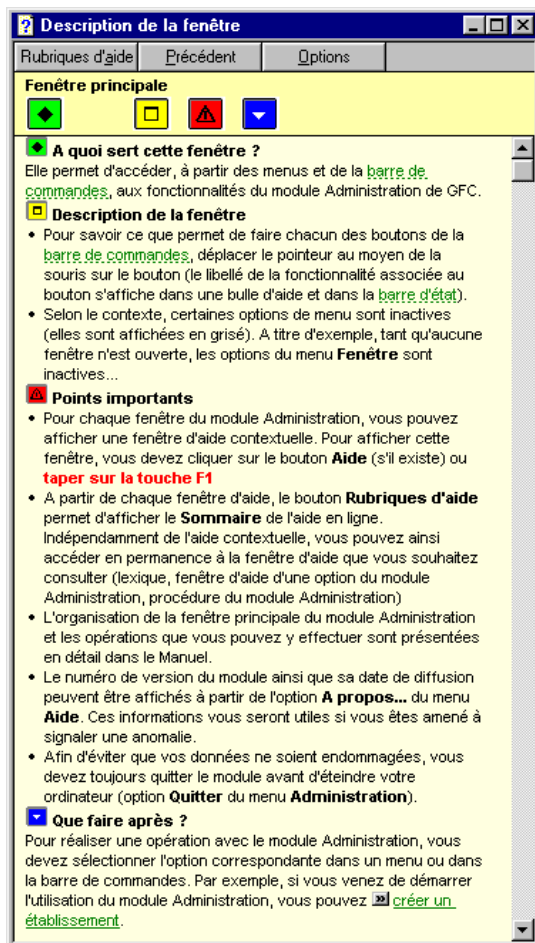 Description de la fenêtre
Rubriques d'aide Précédent Options
Fenêtre principale
A quoi sert cette fenêtre ?
Elle permet d'accéder, à partir des menus et de la barre de
commandes, aux fonctionnalités du module Administration de GFC.
Description de la fenêtre
• Pour savoir ce que permet de faire chacun des boutons de la
barre de commandes, déplacer le pointeur au moyen de la
souris sur le bouton (le libellé de la fonctionnalité associée au
bouton s'affiche dans une bulle d'aide et dans la barre d'état).
• Selon le contexte, certaines options de menu sont inactives
(elles sont affichées en grisé). A titre d'exemple, tant qu'aucune
fenêtre n'est ouverte, les options du menu Fenêtre sont
inactives...
Points importants
• Pour chaque fenêtre du module Administration, vous pouvez
afficher une fenêtre d'aide contextuelle. Pour afficher cette
fenêtre, vous devez cliquer sur le bouton Aide (s'il existe) ou
taper sur la touche F1
• A partir de chaque fenêtre d'aide, le bouton Rubriques d'aide
permet d'afficher le Sommaire de l'aide en ligne.
Indépendamment de l'aide contextuelle, vous pouvez ainsi
accéder en permanence à la fenêtre d'aide que vous souhaitez
consulter (lexique, fenêtre d'aide d'une option du module
Administration, procédure du module Administration)
• L'organisation de la fenêtre principale du module Administration
et les opérations que vous pouvez y effectuer sont présentées
en détail dans le Manuel.
• Le numéro de version du module ainsi que sa date de diffusion
peuvent être affichés à partir de l'option A propos... du menu
Aide. Ces informations vous seront utiles si vous êtes amené à
signaler une anomalie.
• Afin d'éviter que vos données ne soient endommagées, vous
devez toujours quitter le module avant d'éteindre votre
ordinateur (option Quitter du menu Administration).
Que faire après ?
Pour réaliser une opération avec le module Administration, vous
devez sélectionner l'option correspondante dans un menu ou dans
la barre de commandes. Par exemple, si vous venez de démarrer
l'utilisation du module Administration, vous pouvez » créer un
établissement.